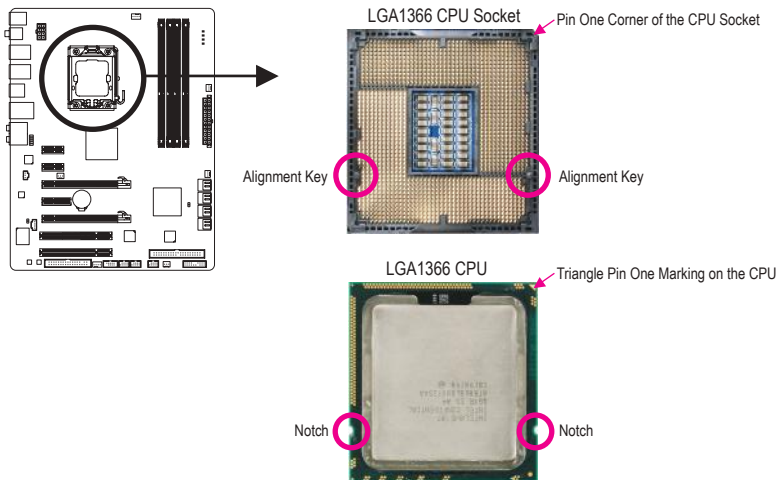 LGA1366 CPU Socket
Pin One Corner of the CPU Socket
Alignment Key
Alignment Key
LGA1366 CPU
Triangle Pin One Marking on the CPU
Notch
Notch